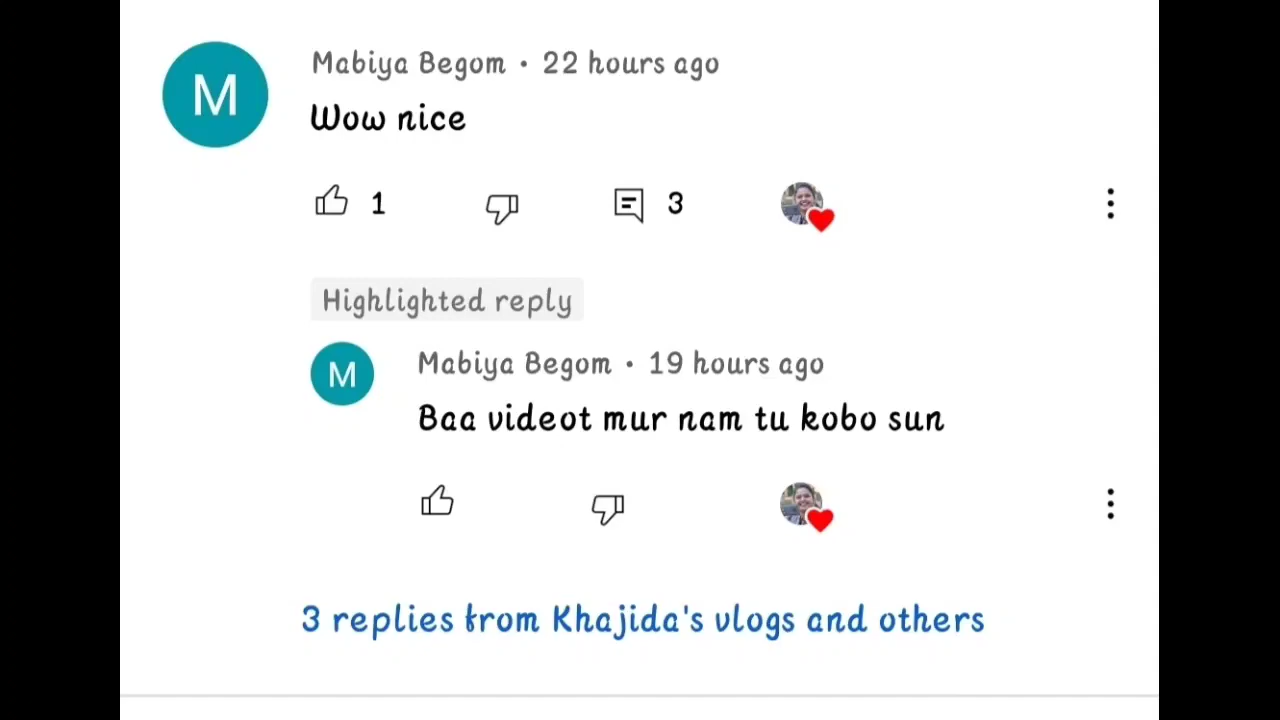 M
Mabiya Begom • 22 hours ago
Wow nice
1
3
Highlighted reply
M
Mabiya Begom • 19 hours ago
Baa videot mur nam tu kobo sun
3 replies from Khajida's vlogs and others